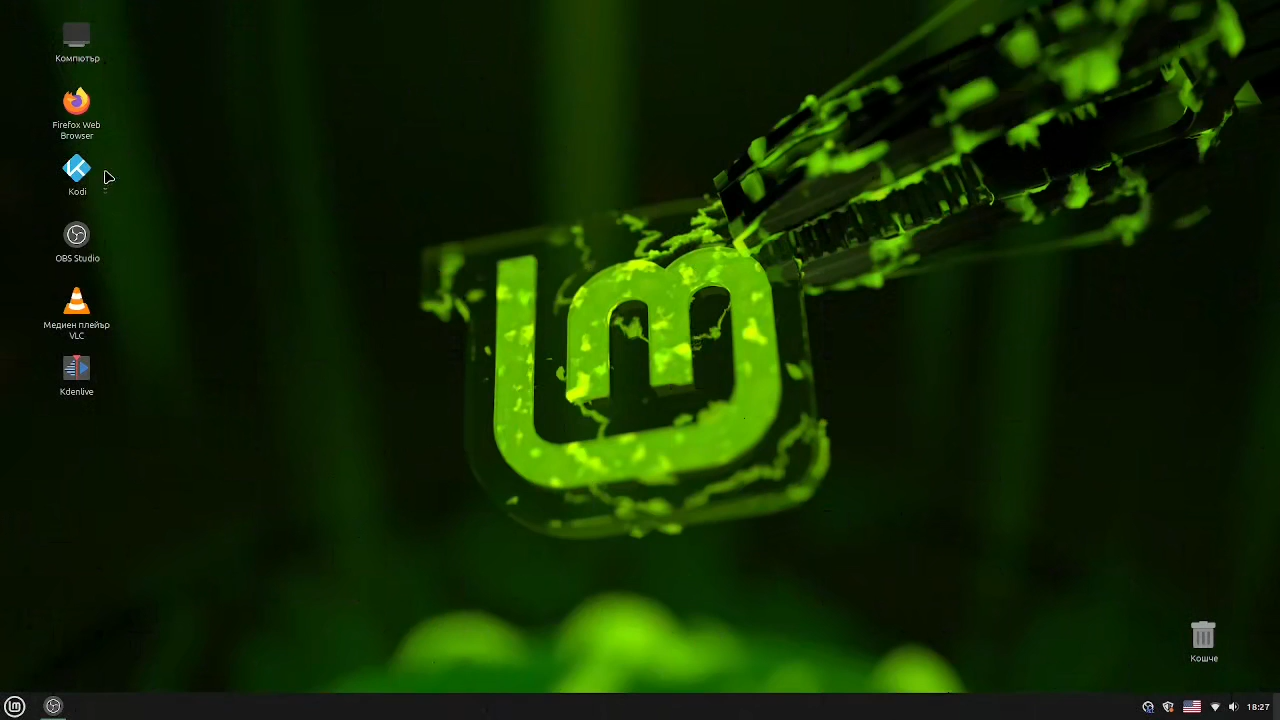 Компютър
Firefox Web
Browser
Kodi
OBS Studio
Медиен плейър
VLC
Kdenlive
Кошче
18:27